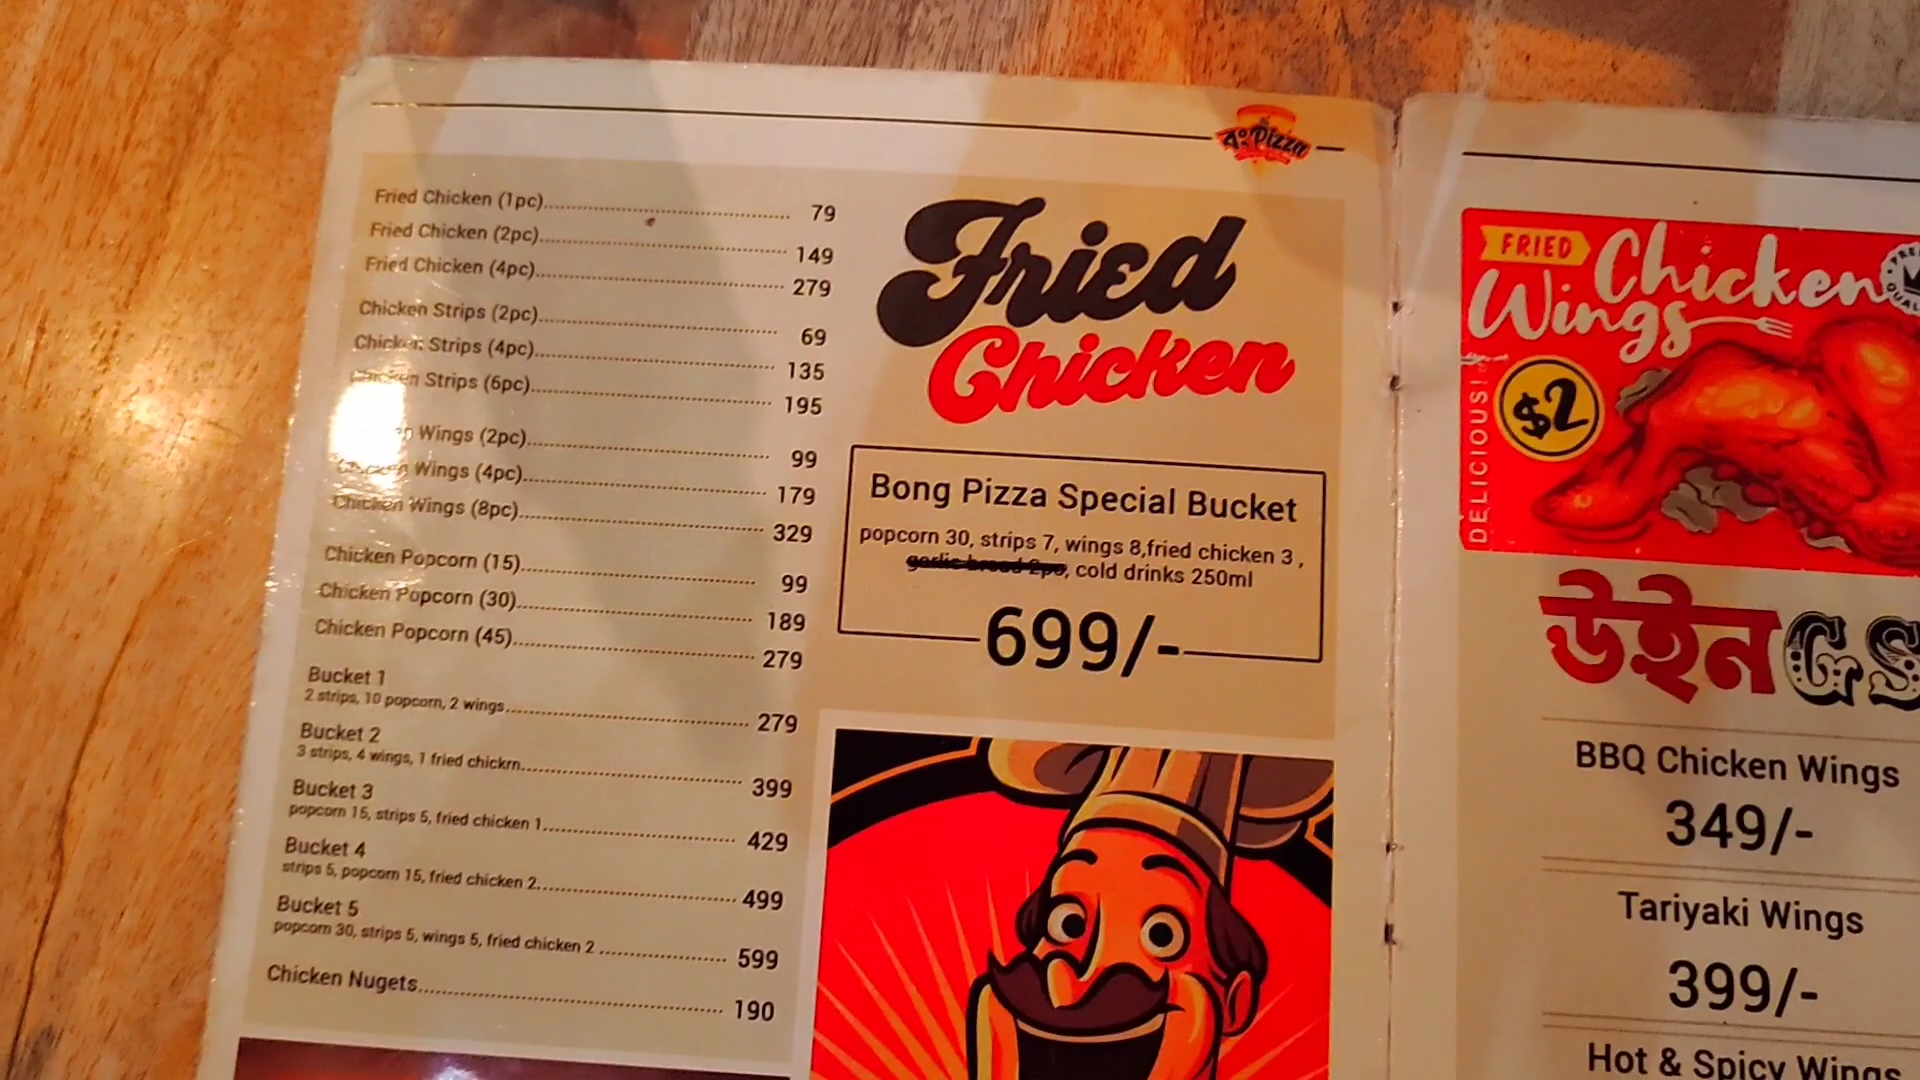 বং Pizza
Fried Chicken (1pc) 79
Fried Chicken (2pc) 149
Fried Chicken (4pc) 279
Chicken Strips (2pc) 69
Chicken Strips (4pc) 135
Chicken Strips (6pc) 195
Wings (2pc) 99
Chicken Wings (4pc) 179
Chicken Wings (8pc) 329
Chicken Popcorn (15) 99
Chicken Popcorn (30) 189
Chicken Popcorn (45) 279
Bucket 1
2 strips, 10 popcorn, 2 wings 279
Bucket 2
3 strips, 4 wings, 1 fried chickrn 399
Bucket 3
popcorn 15, strips 5, fried chicken 1 429
Bucket 4
strips 5, popcorn 15, fried chicken 2 499
Bucket 5
popcorn 30, strips 5, wings 5, fried chicken 2 599
Chicken Nugets 190
Fried
Chicken
Bong Pizza Special Bucket
popcorn 30, strips 7, wings 8,fried chicken 3 ,
garlic bread 2pc, cold drinks 250ml
699/-
FRIED
Chicken
Wings
DELICIOUS!
$2
উইনGS
BBQ Chicken Wings
349/-
Tariyaki Wings
399/-
Hot & Spicy Wings